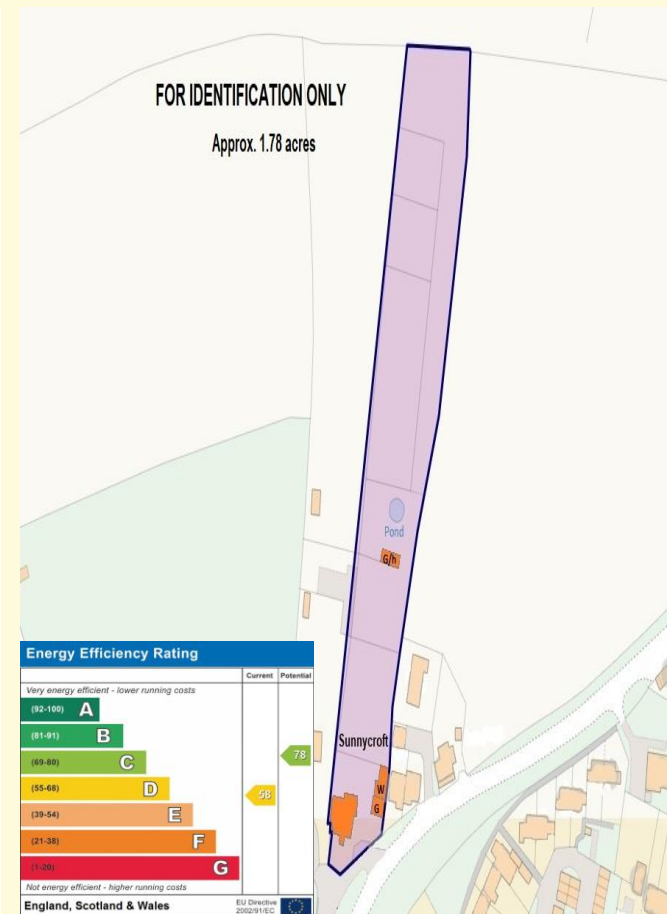 FOR IDENTIFICATION ONLY
Approx. 1.78 acres
Pond
G/h
Sunnycroft
W
G
Energy Efficiency Rating
Current Potential
Very energy efficient - lower running costs
(92-100) A
(81-91) B
(69-80) C
78
(55-68) D
58
(39-54) E
(21-38) F
(1-20) G
Not energy efficient - higher running costs
England, Scotland & Wales
EU Directive
2002/91/EC